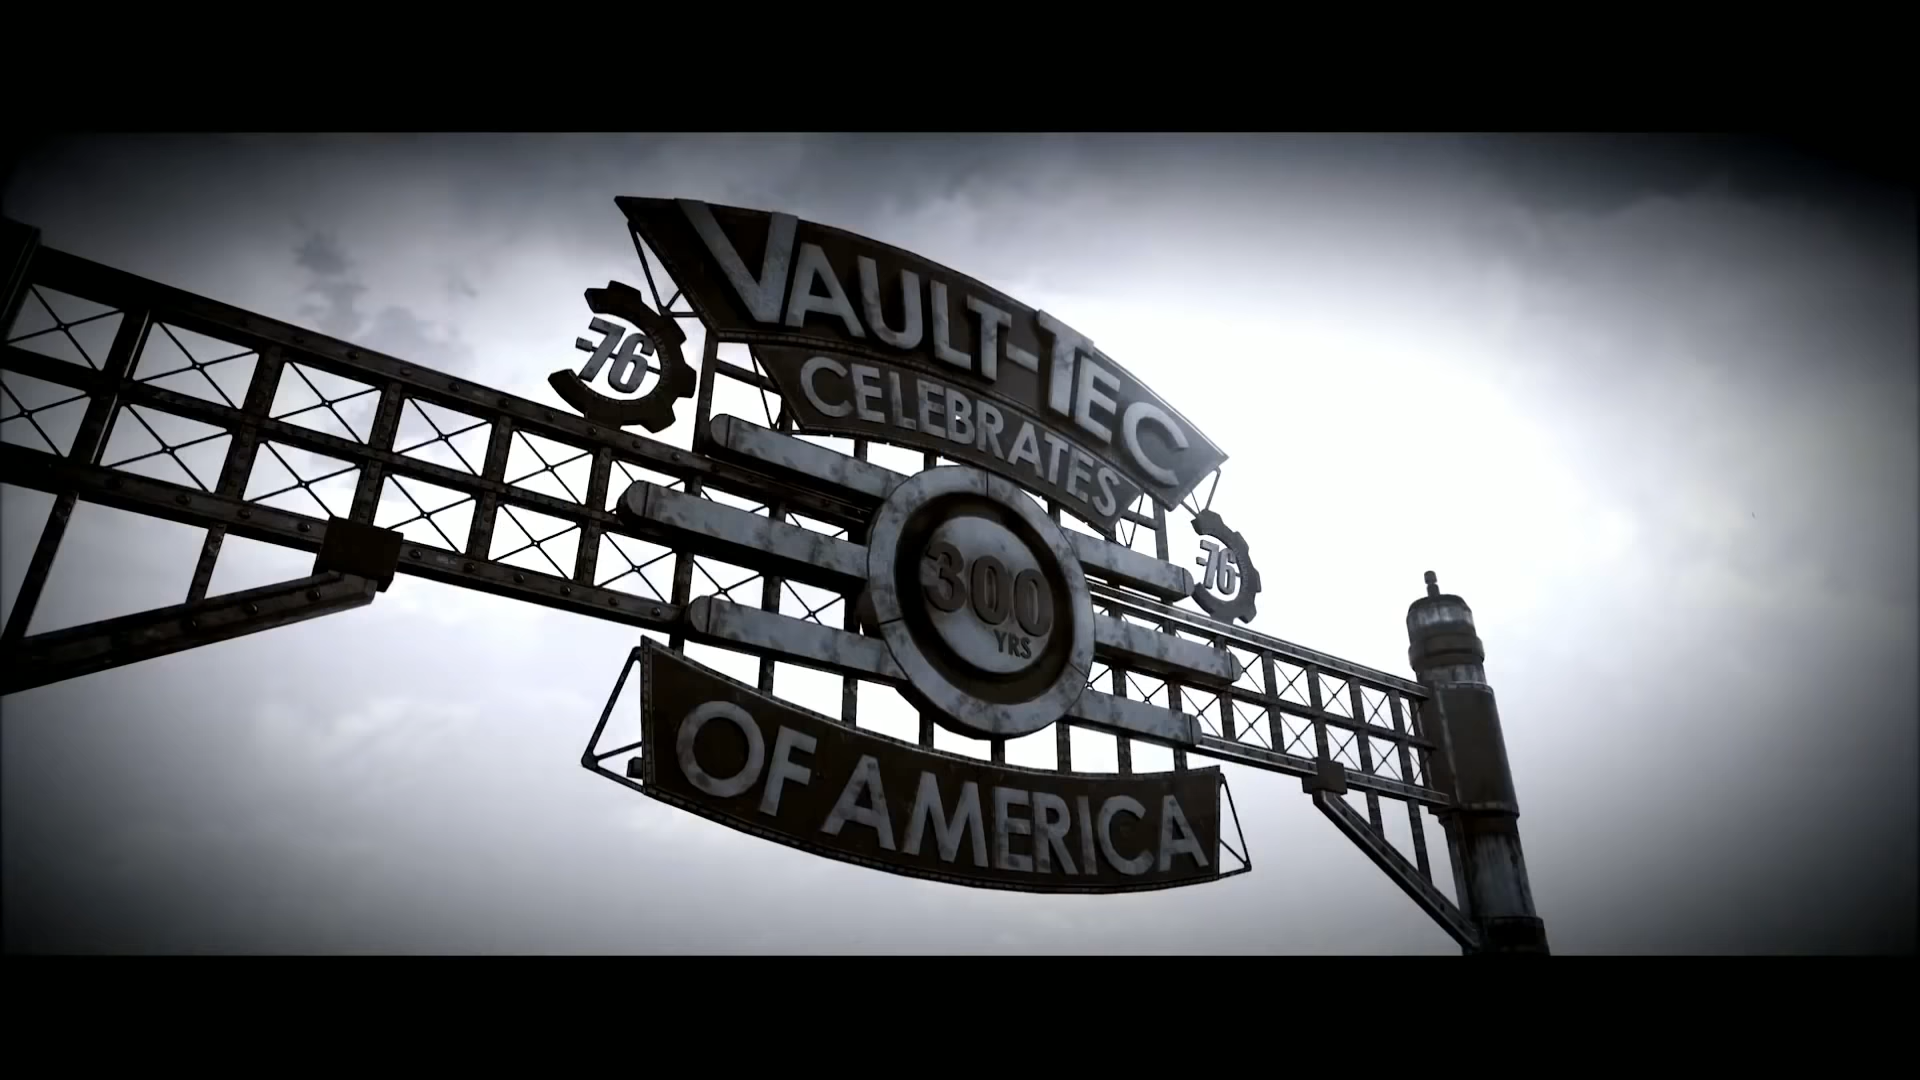 VAULT-TEC
CELEBRATES
76
76
300
YRS
OF AMERICA